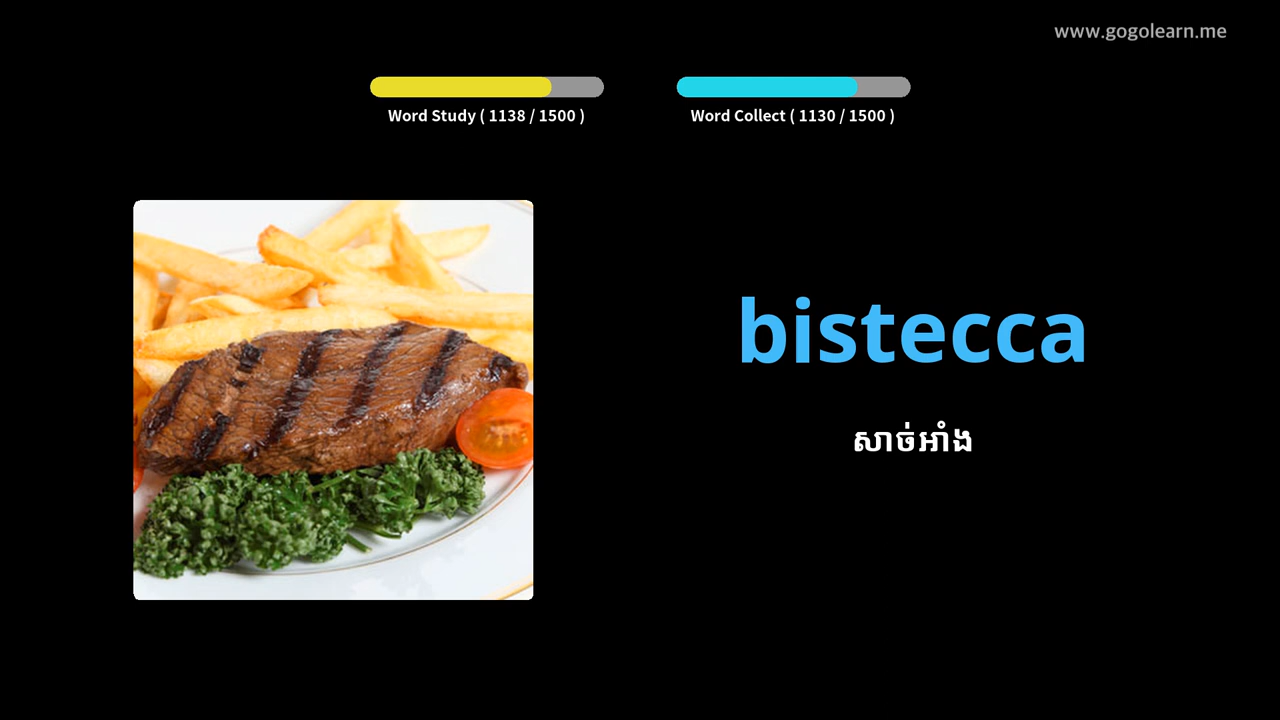 www.gogolearn.me
Word Study ( 1138 / 1500 )
Word Collect ( 1130 / 1500 )
bistecca
សាច់អាំង